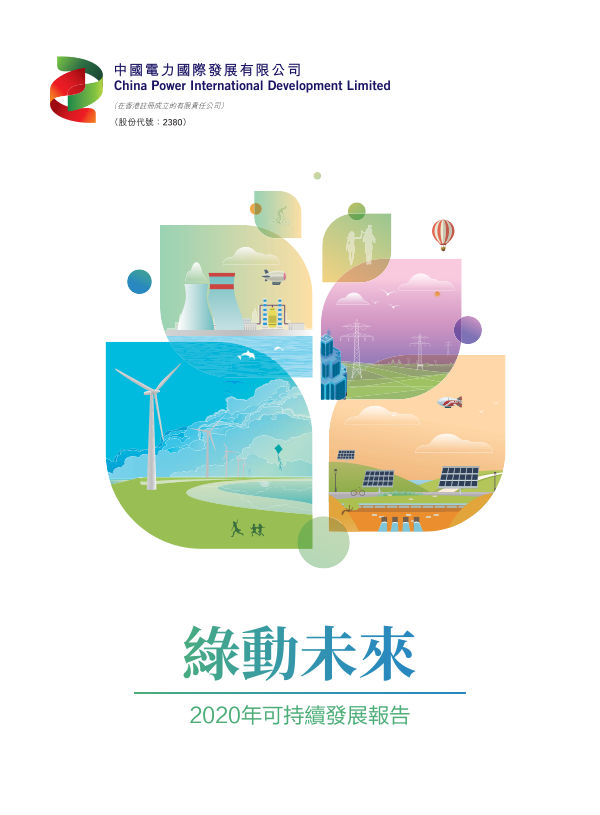 中國電力國際發展有限公司
China Power International Development Limited
(在香港註冊成立的有限責任公司)
(股份代號：2380)
綠動未來
2020年可持續發展報告